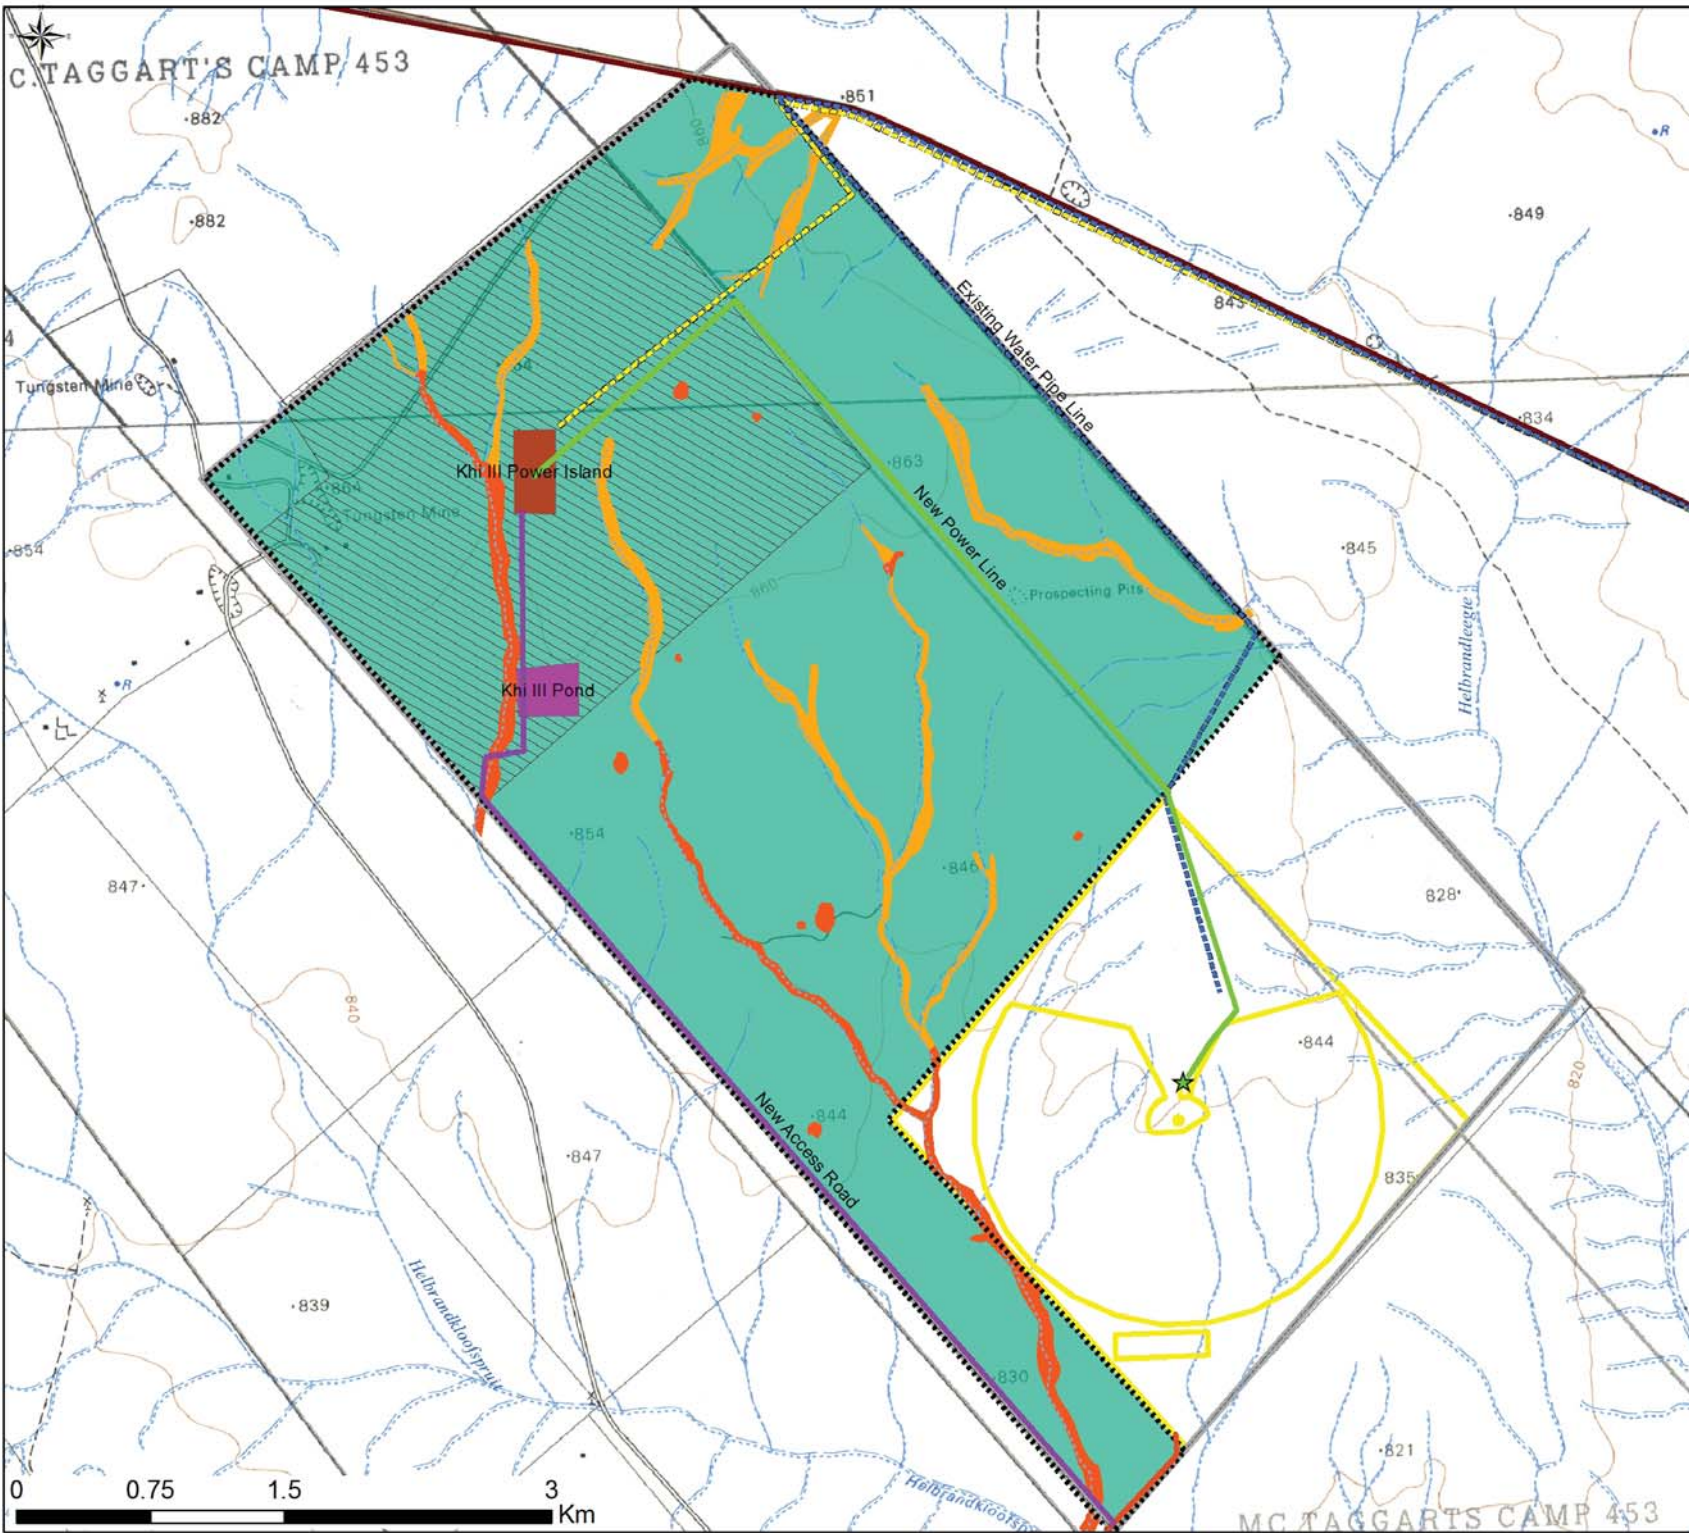 C. TAGGART'S CAMP 453
882
851
R
860
882
849
843
Existing Water Pipe Line
4
Tungsten Mine
834
Khi III Power Island
863
864
Tungsten Mine
New Power Line
854
845
860
Prospecting Pits
Helbrandleegte
R
Khi III Pond
854
846
847
828
840
844
820
New Access Road
844
847
835
Helbrandkloofspruit
839
830
821
0 0.75 1.5 3
Km
MC TAGGARTS CAMP 453